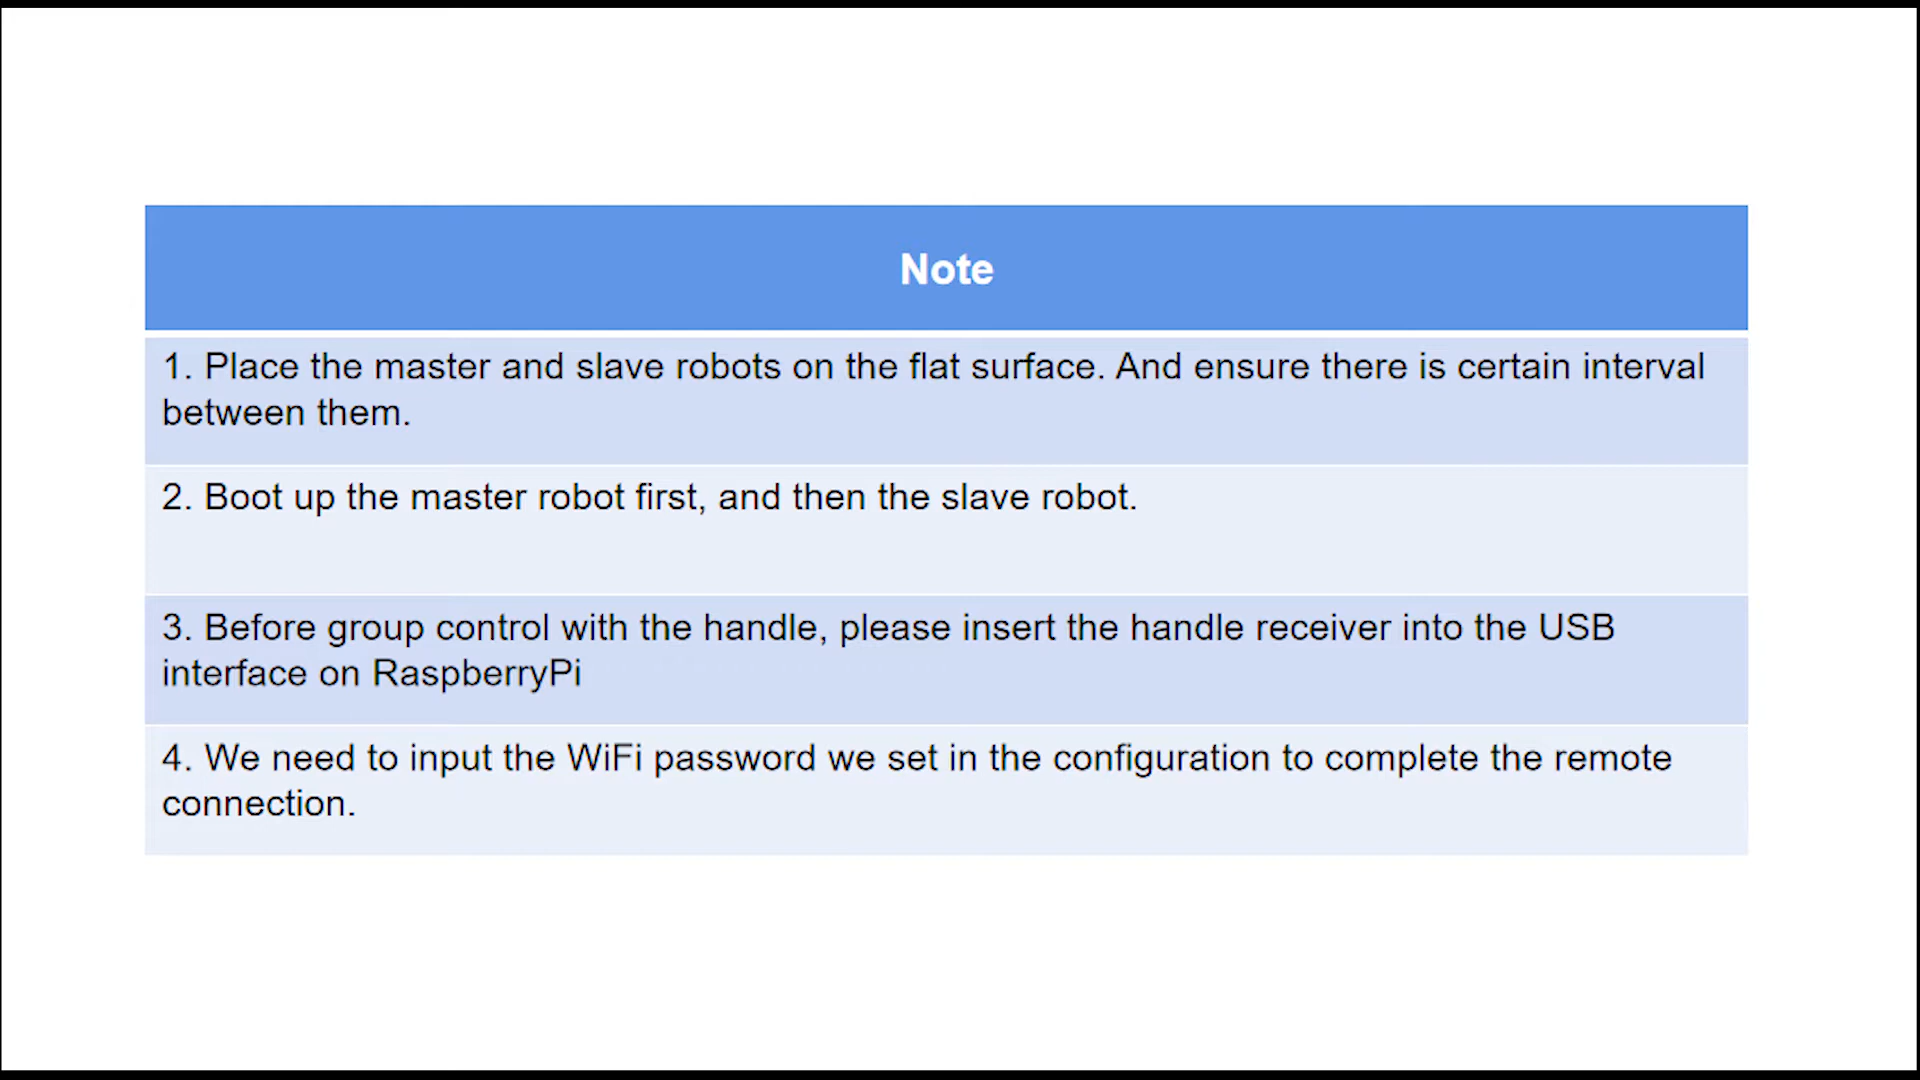 Note
1. Place the master and slave robots on the flat surface. And ensure there is certain interval
between them.
2. Boot up the master robot first, and then the slave robot.
3. Before group control with the handle, please insert the handle receiver into the USB
interface on RaspberryPi
4. We need to input the WiFi password we set in the configuration to complete the remote
connection.